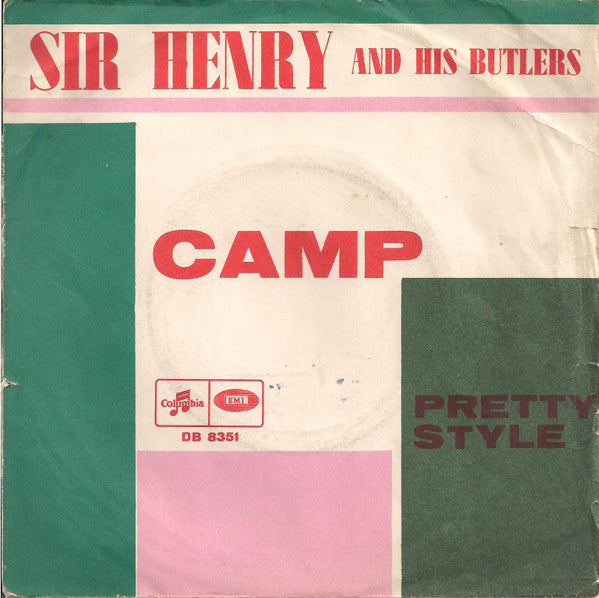 SIR HENRY AND HIS BUTLERS
CAMP
Columbia EMI
DB 8351
PRETTY
STYLE